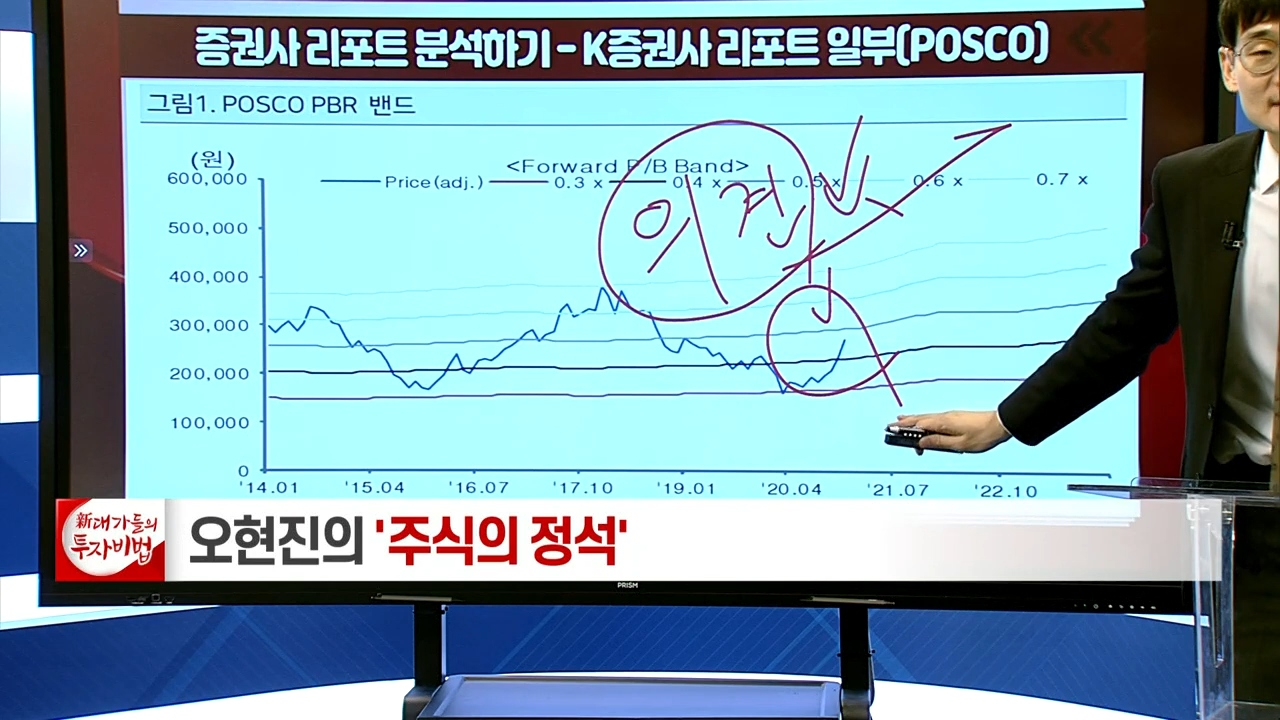 증권사 리포트 분석하기 - K증권사 리포트 일부(POSCO)
그림1. POSCO PBR 밴드
(원)
<Forward P/B Band>
Price(adj.) 0.3 x 0.4 x 0.5 x 0.6 x 0.7 x
600,000
500,000
400,000
300,000
200,000
100,000
0
'14.01 '15.04 '16.07 '17.10 '19.01 '20.04 '21.07 '22.10
의견
新대가들의
투자비법
오현진의 '주식의 정석'
PRISM